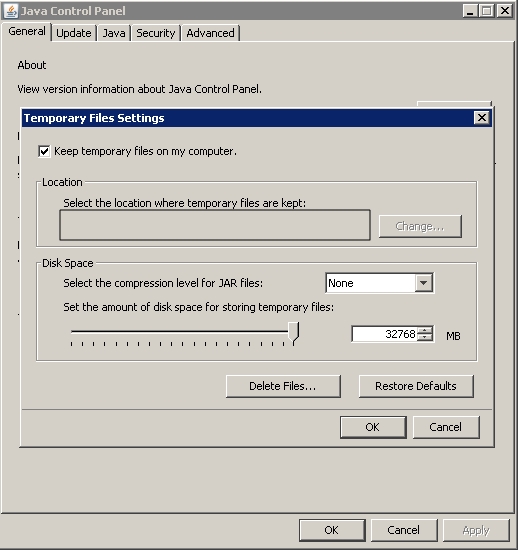 Java Control Panel
General Update Java Security Advanced
About
View version information about Java Control Panel.
Temporary Files Settings
Keep temporary files on my computer.
Location
Select the location where temporary files are kept:
Change...
Disk Space
Select the compression level for JAR files: None
Set the amount of disk space for storing temporary files:
32768 MB
Delete Files... Restore Defaults
OK Cancel
OK Cancel Apply